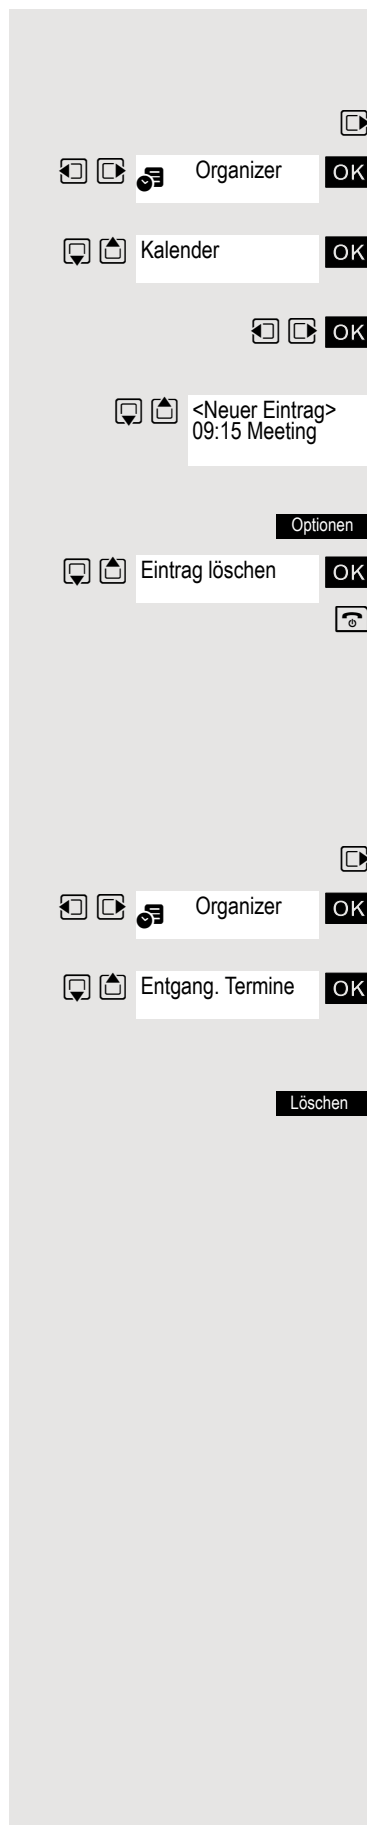 Organizer OK
Kalender OK
OK
<Neuer Eintrag>
09:15 Meeting
Optionen
Eintrag löschen OK
Organizer OK
Entgang. Termine OK
Löschen